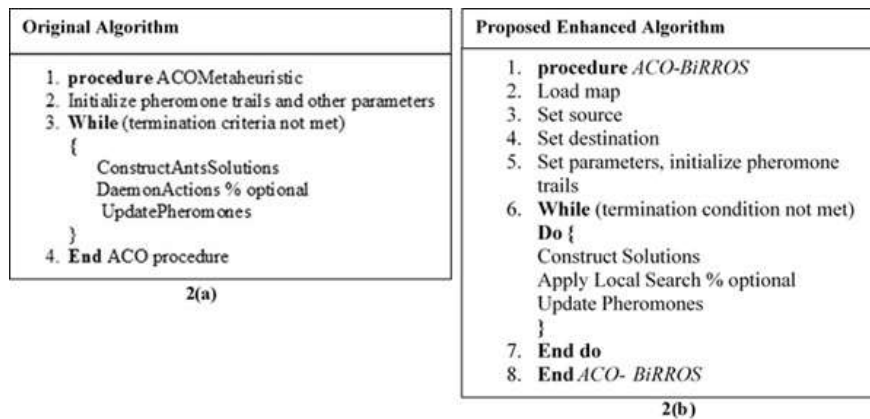 Original Algorithm
1. procedure ACOMetaheuristic
2. Initialize pheromone trails and other parameters
3. While (termination criteria not met)
{
ConstructAntsSolutions
DaemonActions % optional
UpdatePheromones
}
4. End ACO procedure
2(a)
Proposed Enhanced Algorithm
1. procedure ACO-BiRROS
2. Load map
3. Set source
4. Set destination
5. Set parameters, initialize pheromone
trails
6. While (termination condition not met)
Do {
Construct Solutions
Apply Local Search % optional
Update Pheromones
}
7. End do
8. End ACO- BiRROS
2(b)